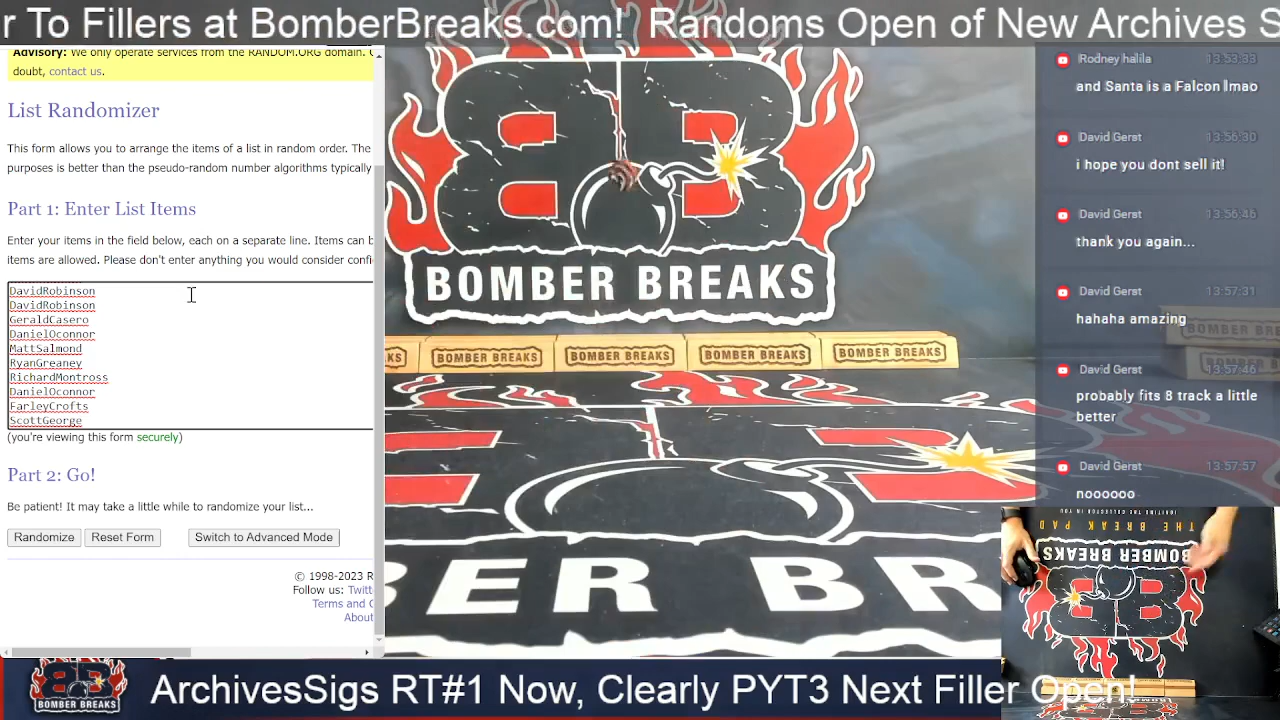 r To Fillers at BomberBreaks.com!  Randoms Open of New Archives S
Advisory: We only operate services from the RANDOM.ORG domain.
doubt, contact us.
List Randomizer
This form allows you to arrange the items of a list in random order. The
purposes is better than the pseudo-random number algorithms typically
Part 1: Enter List Items
Enter your items in the field below, each on a separate line. Items can b
items are allowed. Please don't enter anything you would consider confi
DavidRobinson
DavidRobinson
GeraldCasero
DanielOconnor
MattSalmond
RyanGreaney
RichardMontross
DanielOconnor
FarleyCrofts
ScottGeorge
(you're viewing this form securely)
Part 2: Go!
Be patient! It may take a little while to randomize your list...
Randomize
Reset Form
Switch to Advanced Mode
© 1998-2023 R
Follow us: Twitt
Terms and C
About
BB
BOMBER BREAKS
KS
BOMBER BREAKS
BOMBER BREAKS
BOMBER BREAKS
BOMBER BREAKS
BER BR
Rodney halila 13:53:33
and Santa is a Falcon lmao
David Gerst 13:56:30
i hope you dont sell it!
David Gerst 13:56:46
thank you again...
David Gerst 13:57:31
hahaha amazing
David Gerst 13:57:46
probably fits 8 track a little
better
David Gerst 13:57:57
noooooo
THE BREAK PAD
BOMBER BREAKS
BB
BB
BOMBER BREAKS
ArchivesSigs RT#1 Now, Clearly PYT3 Next Filler Open!